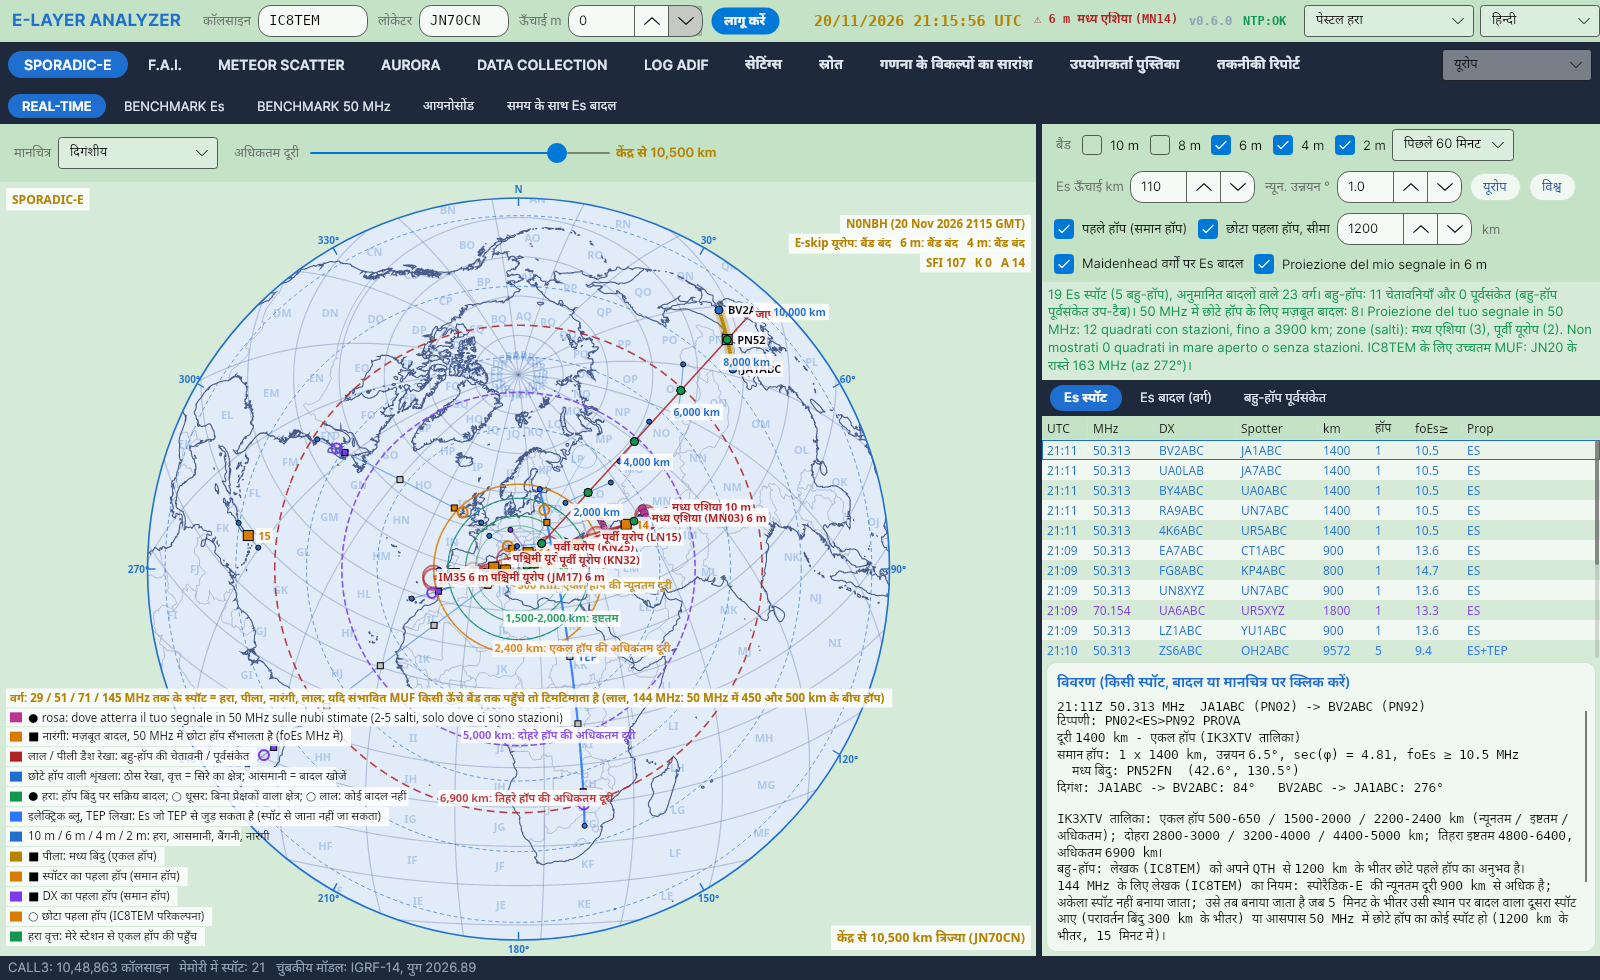 E-LAYER ANALYZER कॉलसाइन IC8TEM लोकेटर JN70CN ऊँचाई m 0 लागू करें 20/11/2026 21:15:56 UTC ⚠ 6 m मध्य एशिया (MN14) v0.6.0 NTP:OK पेस्टल हरा हिन्दी
SPORADIC-E F.A.I. METEOR SCATTER AURORA DATA COLLECTION LOG ADIF सेटिंग्स स्रोत गणना के विकल्पों का सारांश उपयोगकर्ता पुस्तिका तकनीकी रिपोर्ट यूरोप
REAL-TIME BENCHMARK Es BENCHMARK 50 MHz आयनोसोंड समय के साथ Es बादल
मानचित्र दिगंशीय अधिकतम दूरी केंद्र से 10,500 km
SPORADIC-E
N0NBH (20 Nov 2026 2115 GMT)
E-skip यूरोप: बैंड बंद 6 m: बैंड बंद 4 m: बैंड बंद
SFI 107 K 0 A 14
N
330° 30°
300° 60°
270° 90°
120°
210° 150°
180°
10,000 km
PN52
8,000 km
6,000 km
4,000 km
2,000 km
मध्य एशिया 10 m
मध्य एशिया (MN03) 6 m
14
15
पूर्वी यूरोप (LN15)
पूर्वी यूरोप (KN25)
पूर्वी यूरोप (KN32)
IM35 6 m पश्चिमी यूरोप (JM17) 6 m
1,500-2,000 km: इष्टतम
2,400 km: एकल हॉप की अधिकतम दूरी
TEP
5,000 km: दोहरे हॉप की अधिकतम दूरी
6,900 km: तिहरे हॉप की अधिकतम दूरी
वर्ग: 29 / 51 / 71 / 145 MHz तक के स्पॉट = हरा, पीला, नारंगी, लाल; यदि संभावित MUF किसी ऊँचे बैंड तक पहुँचे तो टिमटिमाता है (लाल, 144 MHz: 50 MHz में 450 और 500 km के बीच हॉप)
● rosa: dove atterra il tuo segnale in 50 MHz sulle nubi stimate (2-5 salti, solo dove ci sono stazioni)
■ नारंगी: मज़बूत बादल, 50 MHz में छोटा हॉप सँभालता है (foEs MHz में)
लाल / पीली डैश रेखा: बहु-हॉप की चेतावनी / पूर्वसंकेत
छोटे हॉप वाली शृंखला: ठोस रेखा, वृत्त = सिरे का क्षेत्र; आसमानी = बादल खोजें
● हरा: हॉप बिंदु पर सक्रिय बादल; ○ धूसर: बिना प्रेक्षकों वाला क्षेत्र; ○ लाल: कोई बादल नहीं
इलेक्ट्रिक ब्लू, TEP लिखा: Es जो TEP से जुड़ सकता है (स्पॉट से जाना नहीं जा सकता)
10 m / 6 m / 4 m / 2 m: हरा, आसमानी, बैंगनी, नारंगी
■ पीला: मध्य बिंदु (एकल हॉप)
■ स्पॉटर का पहला हॉप (समान हॉप)
■ DX का पहला हॉप (समान हॉप)
○ छोटा पहला हॉप (IC8TEM परिकल्पना)
हरा वृत्त: मेरे स्टेशन से एकल हॉप की पहुँच
केंद्र से 10,500 km त्रिज्या (JN70CN)
बैंड 10 m 8 m 6 m 4 m 2 m पिछले 60 मिनट
Es ऊँचाई km 110 न्यून. उन्नयन ° 1.0 यूरोप विश्व
पहले हॉप (समान हॉप) छोटा पहला हॉप, सीमा 1200 km
Maidenhead वर्गों पर Es बादल Proiezione del mio segnale in 6 m
19 Es स्पॉट (5 बहु-हॉप), अनुमानित बादलों वाले 23 वर्ग। बहु-हॉप: 11 चेतावनियाँ और 0 पूर्वसंकेत (बहु-हॉप
पूर्वसंकेत उप-टैब)। 50 MHz में छोटे हॉप के लिए मज़बूत बादल: 8। Proiezione del tuo segnale in 50
MHz: 12 quadrati con stazioni, fino a 3900 km; zone (salti): मध्य एशिया (3), पूर्वी यूरोप (2). Non
mostrati 0 quadrati in mare aperto o senza stazioni. IC8TEM के लिए उच्चतम MUF: JN20 के
रास्ते 163 MHz (az 272°)।
Es स्पॉट Es बादल (वर्ग) बहु-हॉप पूर्वसंकेत
UTC MHz DX Spotter km हॉप foEs≥ Prop
21:11 50.313 BV2ABC JA1ABC 1400 1 10.5 ES
21:11 50.313 UA0LAB JA7ABC 1400 1 10.5 ES
21:11 50.313 BY4ABC UA0ABC 1400 1 10.5 ES
21:11 50.313 RA9ABC UN7ABC 1400 1 10.5 ES
21:11 50.313 4K6ABC UR5ABC 1400 1 10.5 ES
21:09 50.313 EA7ABC CT1ABC 900 1 13.6 ES
21:09 50.313 FG8ABC KP4ABC 800 1 14.7 ES
21:09 50.313 UN8XYZ UN7ABC 900 1 13.6 ES
21:09 70.154 UA6ABC UR5XYZ 1800 1 13.3 ES
21:09 50.313 LZ1ABC YU1ABC 900 1 13.6 ES
21:10 50.313 ZS6ABC OH2ABC 9572 5 9.4 ES+TEP
विवरण (किसी स्पॉट, बादल या मानचित्र पर क्लिक करें)
21:11Z 50.313 MHz JA1ABC (PN02) -> BV2ABC (PN92)
टिप्पणी: PN02<ES>PN92 PROVA
दूरी 1400 km - एकल हॉप (IK3XTV तालिका)
समान हॉप: 1 x 1400 km, उन्नयन 6.5°, sec(φ) = 4.81, foEs ≥ 10.5 MHz
मध्य बिंदु: PN52FN (42.6°, 130.5°)
दिगंश: JA1ABC -> BV2ABC: 84° BV2ABC -> JA1ABC: 276°
IK3XTV तालिका: एकल हॉप 500-650 / 1500-2000 / 2200-2400 km (न्यूनतम / इष्टतम /
अधिकतम); दोहरा 2800-3000 / 3200-4000 / 4400-5000 km; तिहरा इष्टतम 4800-6400,
अधिकतम 6900 km।
बहु-हॉप: लेखक (IC8TEM) को अपने QTH से 1200 km के भीतर छोटे पहले हॉप का अनुभव है।
144 MHz के लिए लेखक (IC8TEM) का नियम: स्पोरैडिक-E की न्यूनतम दूरी 900 km से अधिक है;
अकेला स्पॉट नहीं बनाया जाता; उसे तब बनाया जाता है जब 5 मिनट के भीतर उसी स्थान पर बादल वाला दूसरा स्पॉट
आए (परावर्तन बिंदु 300 km के भीतर) या आसपास 50 MHz में छोटे हॉप का कोई स्पॉट हो (1200 km के
भीतर, 15 मिनट में)।
CALL3: 10,48,863 कॉलसाइन मेमोरी में स्पॉट: 21 चुंबकीय मॉडल: IGRF-14, युग 2026.89